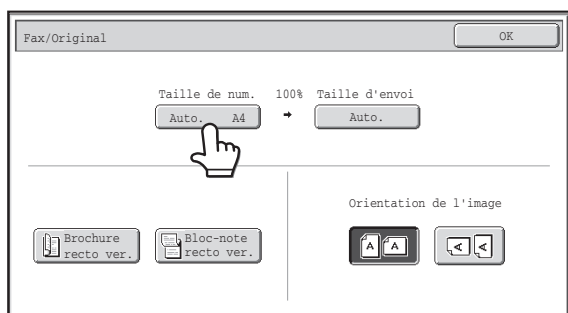 Fax/Original
OK
Taille de num. 100% Taille d'envoi
Auto. A4 → Auto.
Orientation de l'image
Brochure
recto ver.
Bloc-note
recto ver.
A A A A